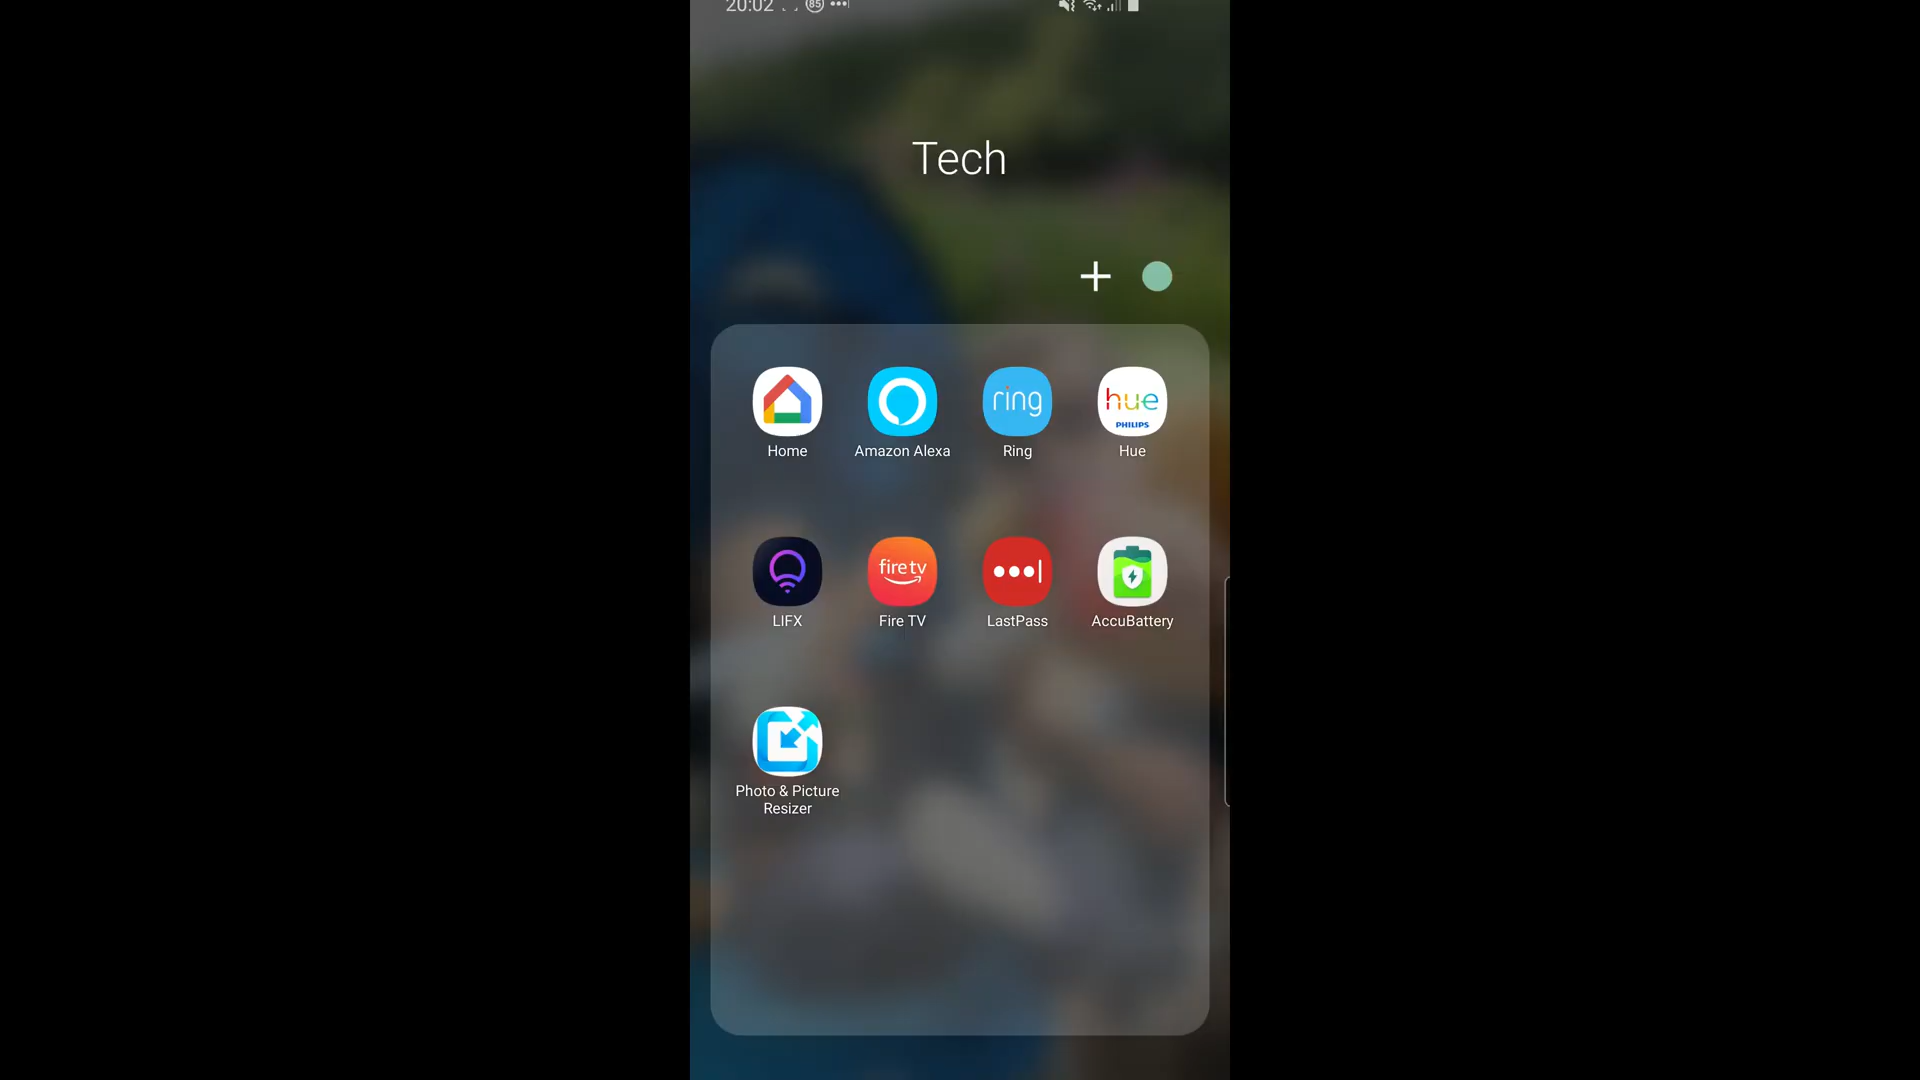 20:02 85
Tech
ring
hue
PHILIPS
Home
Amazon Alexa
Ring
Hue
fire tv
LIFX
Fire TV
LastPass
AccuBattery
Photo & Picture
Resizer